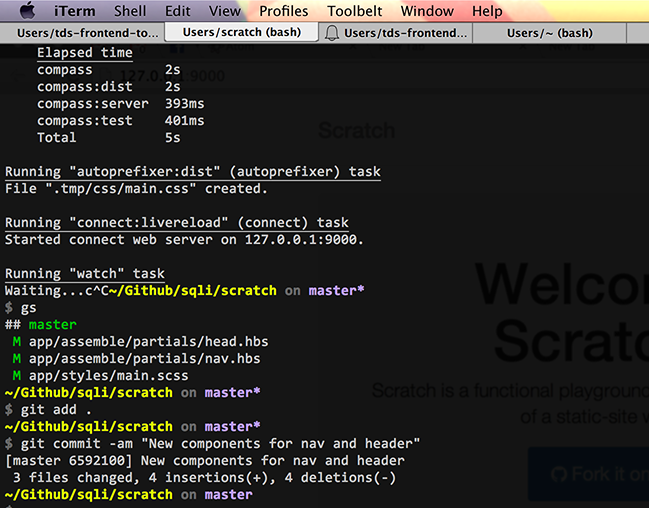 iTerm Shell Edit View Profiles Toolbelt Window Help
Users/tds-frontend-to... Users/scratch (bash) Users/tds-frontend... Users/~ (bash)
Elapsed time
compass 2s
127.0.0.1:9000
compass:dist 2s
compass:server 393ms
compass:test 401ms
Scratch
Total 5s
Running "autoprefixer:dist" (autoprefixer) task
File ".tmp/css/main.css" created.
Running "connect:livereload" (connect) task
Started connect web server on 127.0.0.1:9000.
Running "watch" task
Waiting...c^C~/Github/sqli/scratch on master*
$ gs
## master
M app/assemble/partials/head.hbs
M app/assemble/partials/nav.hbs
M app/styles/main.scss
~/Github/sqli/scratch on master*
$ git add .
~/Github/sqli/scratch on master*
$ git commit -am "New components for nav and header"
[master 6592100] New components for nav and header
3 files changed, 4 insertions(+), 4 deletions(-)
~/Github/sqli/scratch on master
Welco
Scratc
Scratch is a functional playground
of a static-site w
Fork it on